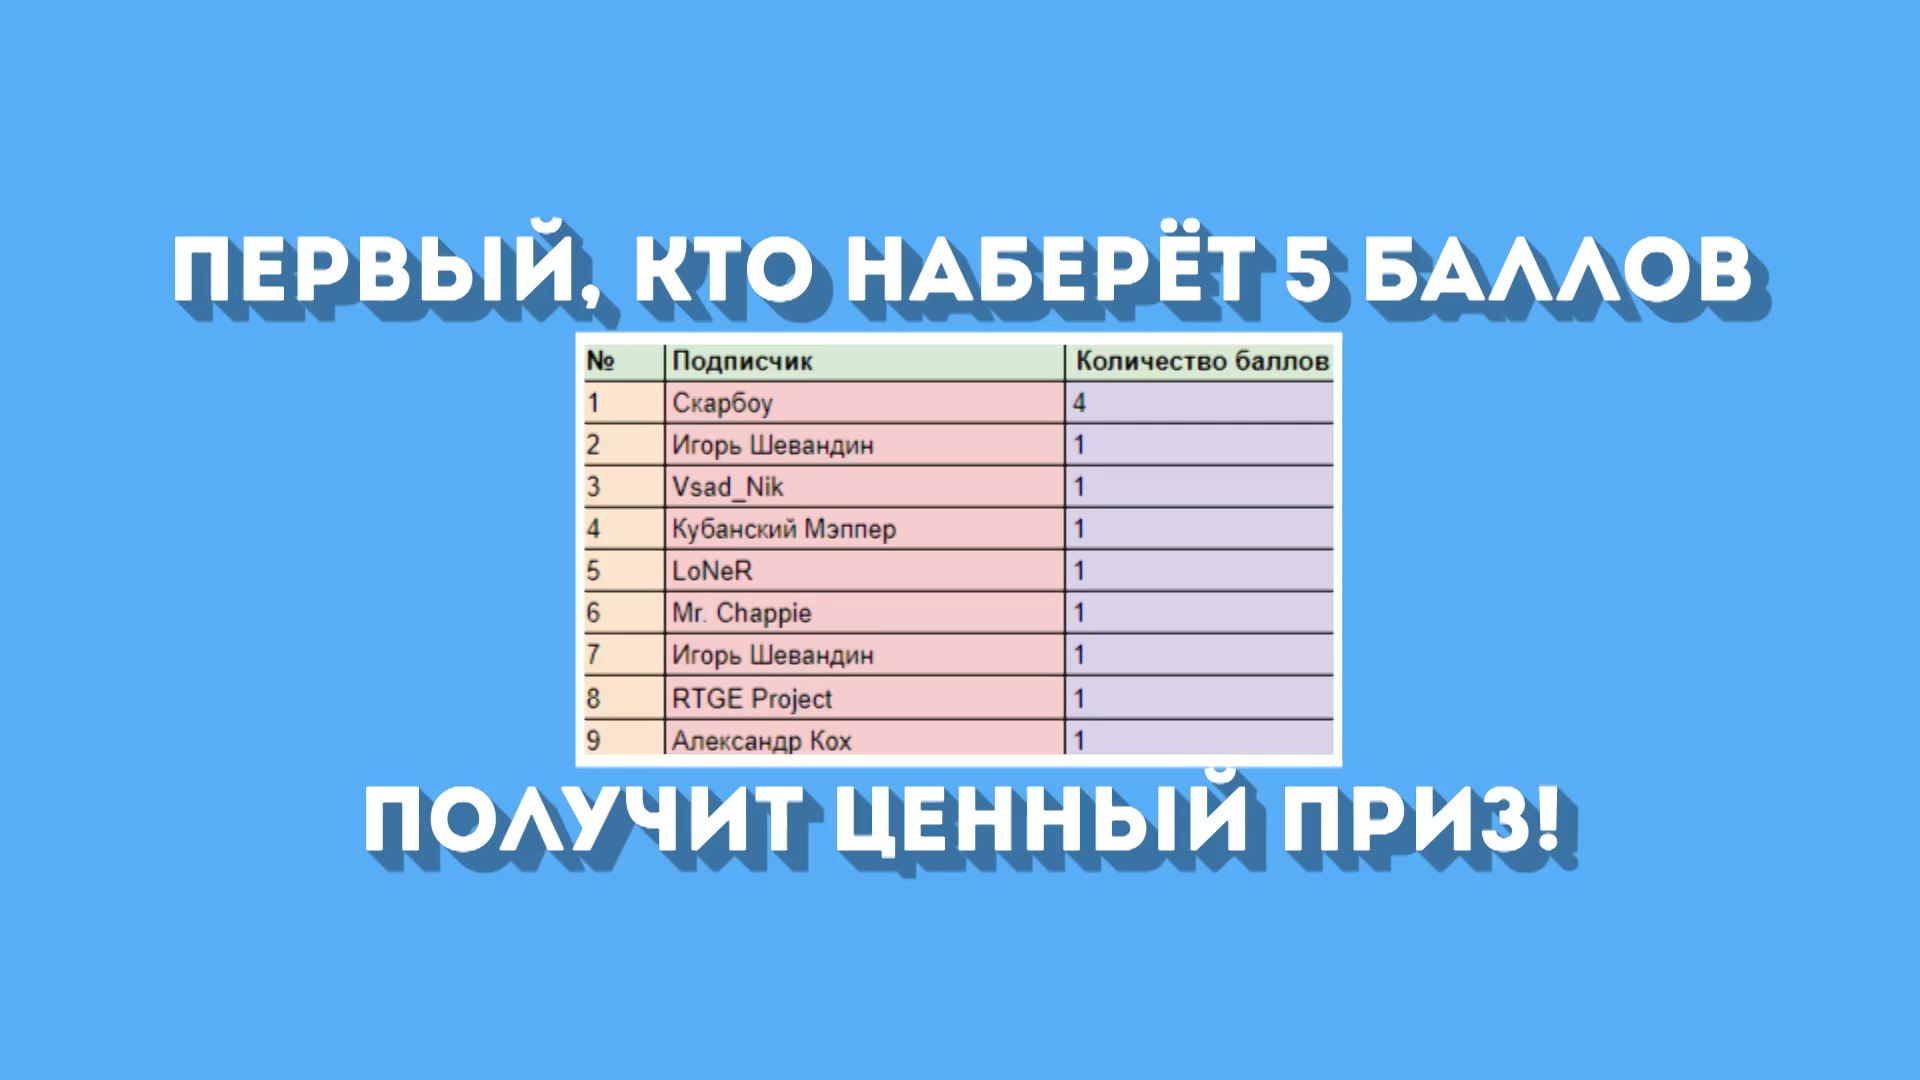 ПЕРВЫЙ, КТО НАБЕРЁТ 5 БАЛЛОВ
№ Подписчик Количество баллов
1 Скарбоу 4
2 Игорь Шевандин 1
3 Vsad_Nik 1
4 Кубанский Мэппер 1
5 LoNeR 1
6 Mr. Chappie 1
7 Игорь Шевандин 1
8 RTGE Project 1
9 Александр Кох 1
ПОЛУЧИТ ЦЕННЫЙ ПРИЗ!